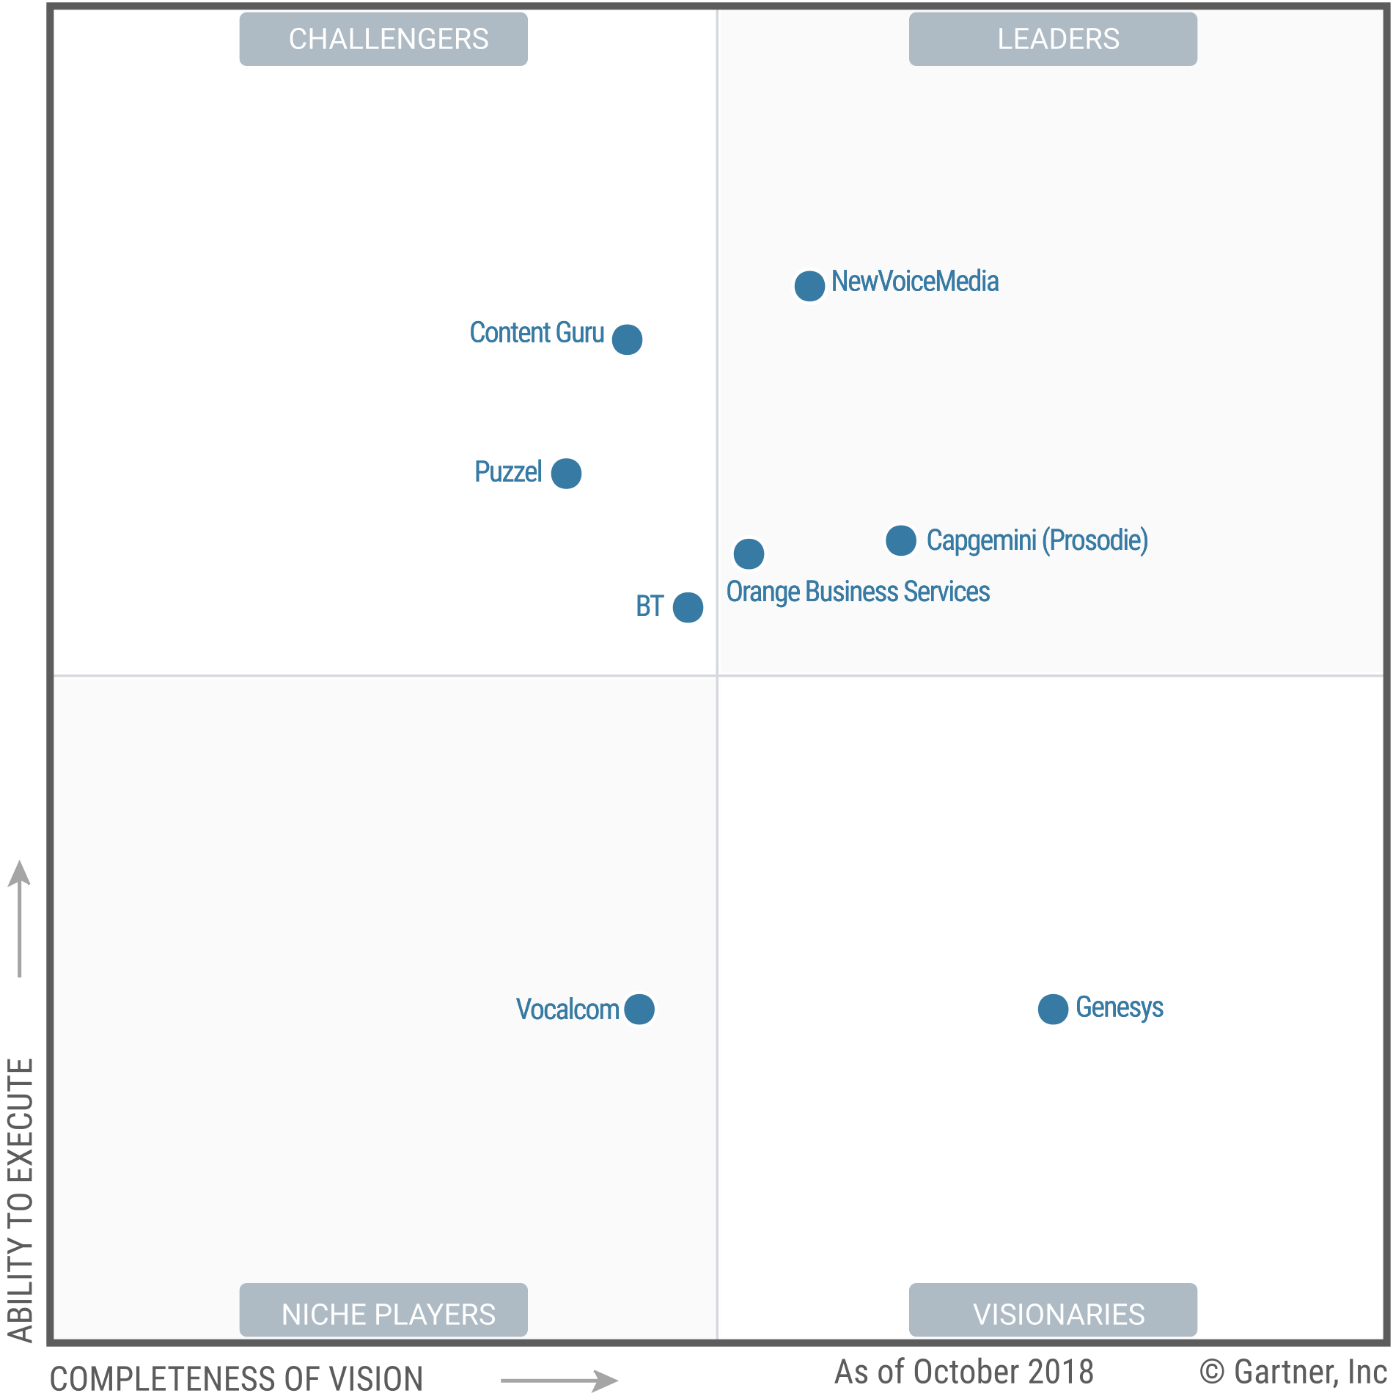 CHALLENGERS
LEADERS
NewVoiceMedia
Content Guru
Puzzel
Capgemini (Prosodie)
Orange Business Services
BT
Vocalcom
Genesys
ABILITY TO EXECUTE
NICHE PLAYERS
VISIONARIES
COMPLETENESS OF VISION
As of October 2018
© Gartner, Inc